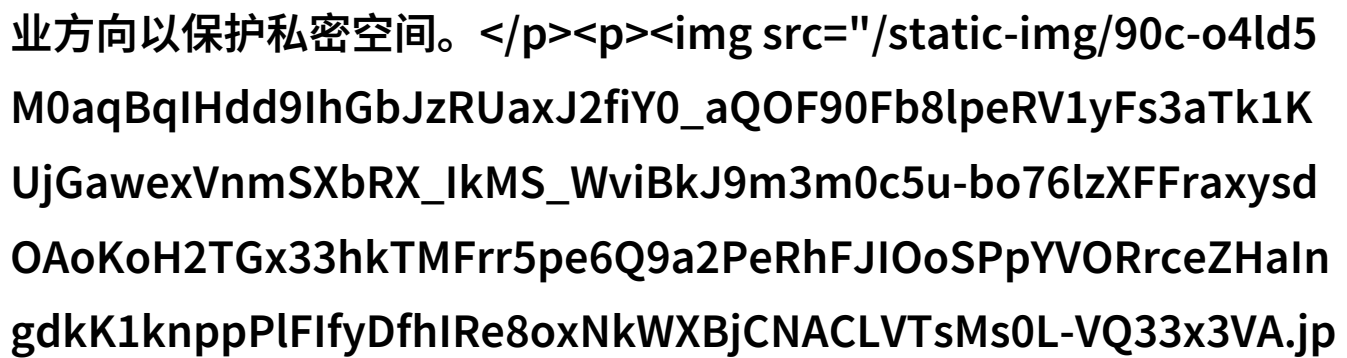 业方向以保护私密空间。</p><p><img src="/static-img/90c-o4ld5
M0aqBqIHdd9IhGbJzRUaxJ2fiY0_aQOF90Fb8lpeRV1yFs3aTk1K
UjGawexVnmSXbRX_IkMS_WviBkJ9m3m0c5u-bo76lzXFFraxysd
OAoKoH2TGx33hkTMFrr5pe6Q9a2PeRhFJIOoSPpYVORrceZHaIn
gdkK1knppPlFIfyDfhIRe8oxNkWXBjCNACLVTsMs0L-VQ33x3VA.jp